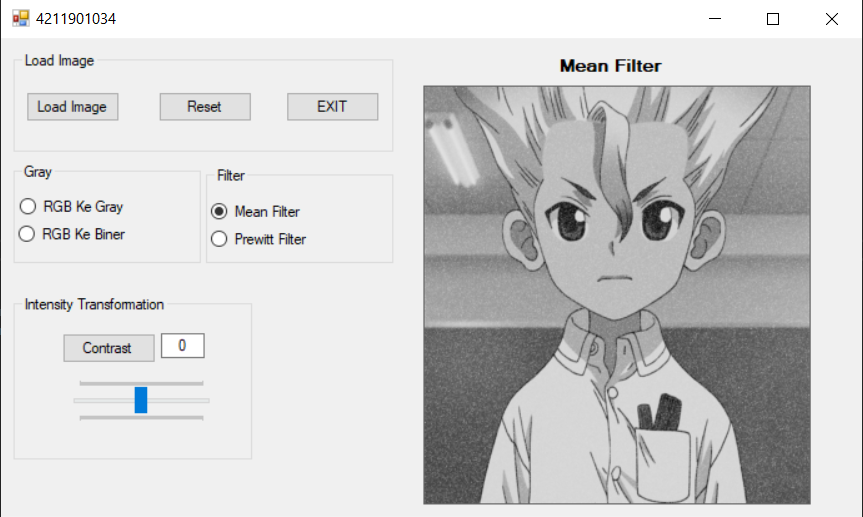 4211901034
Load Image
Load Image
Reset
EXIT
Gray
RGB Ke Gray
RGB Ke Biner
Filter
Mean Filter
Prewitt Filter
Intensity Transformation
Contrast
0
Mean Filter